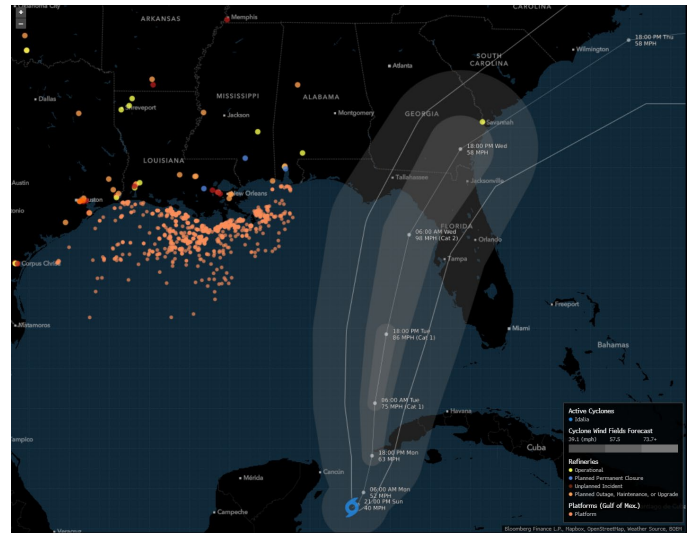 Oklahoma City
ARKANSAS
Memphis
CAROLINA
18:00 PM Thu
58 MPH
Wilmington
SOUTH
CAROLINA
Atlanta
Dallas
Shreveport
MISSISSIPPI
Jackson
ALABAMA
Montgomery
GEORGIA
Savannah
18:00 PM Wed
58 MPH
LOUISIANA
Tallahassee
Jacksonville
Austin
New Orleans
Houston
onio
FLORIDA
06:00 AM Wed
98 MPH (Cat 2)
Orlando
Tampa
Corpus Christi
Freeport
Matamoros
18:00 PM Tue
86 MPH (Cat 1)
Miami
Bahamas
06:00 AM Tue
75 MPH (Cat 1)
Havana
ampico
Cuba
18:00 PM Mon
63 MPH
Cancún
Mérida
06:00 AM Mon
52 MPH
21:00 PM Sun
40 MPH
Campeche
Veracruz
Active Cyclones
Idalia
Cyclone Wind Fields Forecast
39.1 (mph) 57.5 73.7+
Refineries
Operational
Planned Permanent Closure
Unplanned Incident
Planned Outage, Maintenance, or Upgrade
Platforms (Gulf of Mex.)
Platform
Bloomberg Finance L.P., Mapbox, OpenStreetMap, Weather Source, BOEM